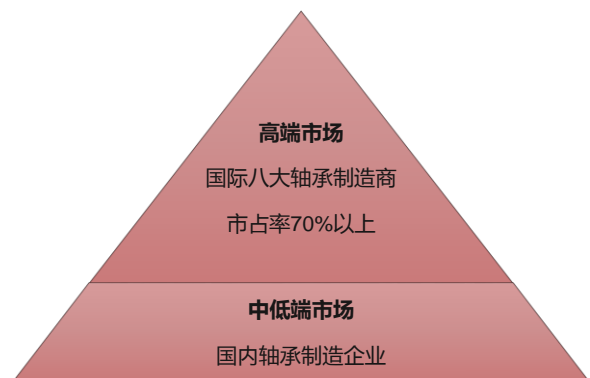 高端市场
国际八大轴承制造商
市占率70%以上
中低端市场
国内轴承制造企业